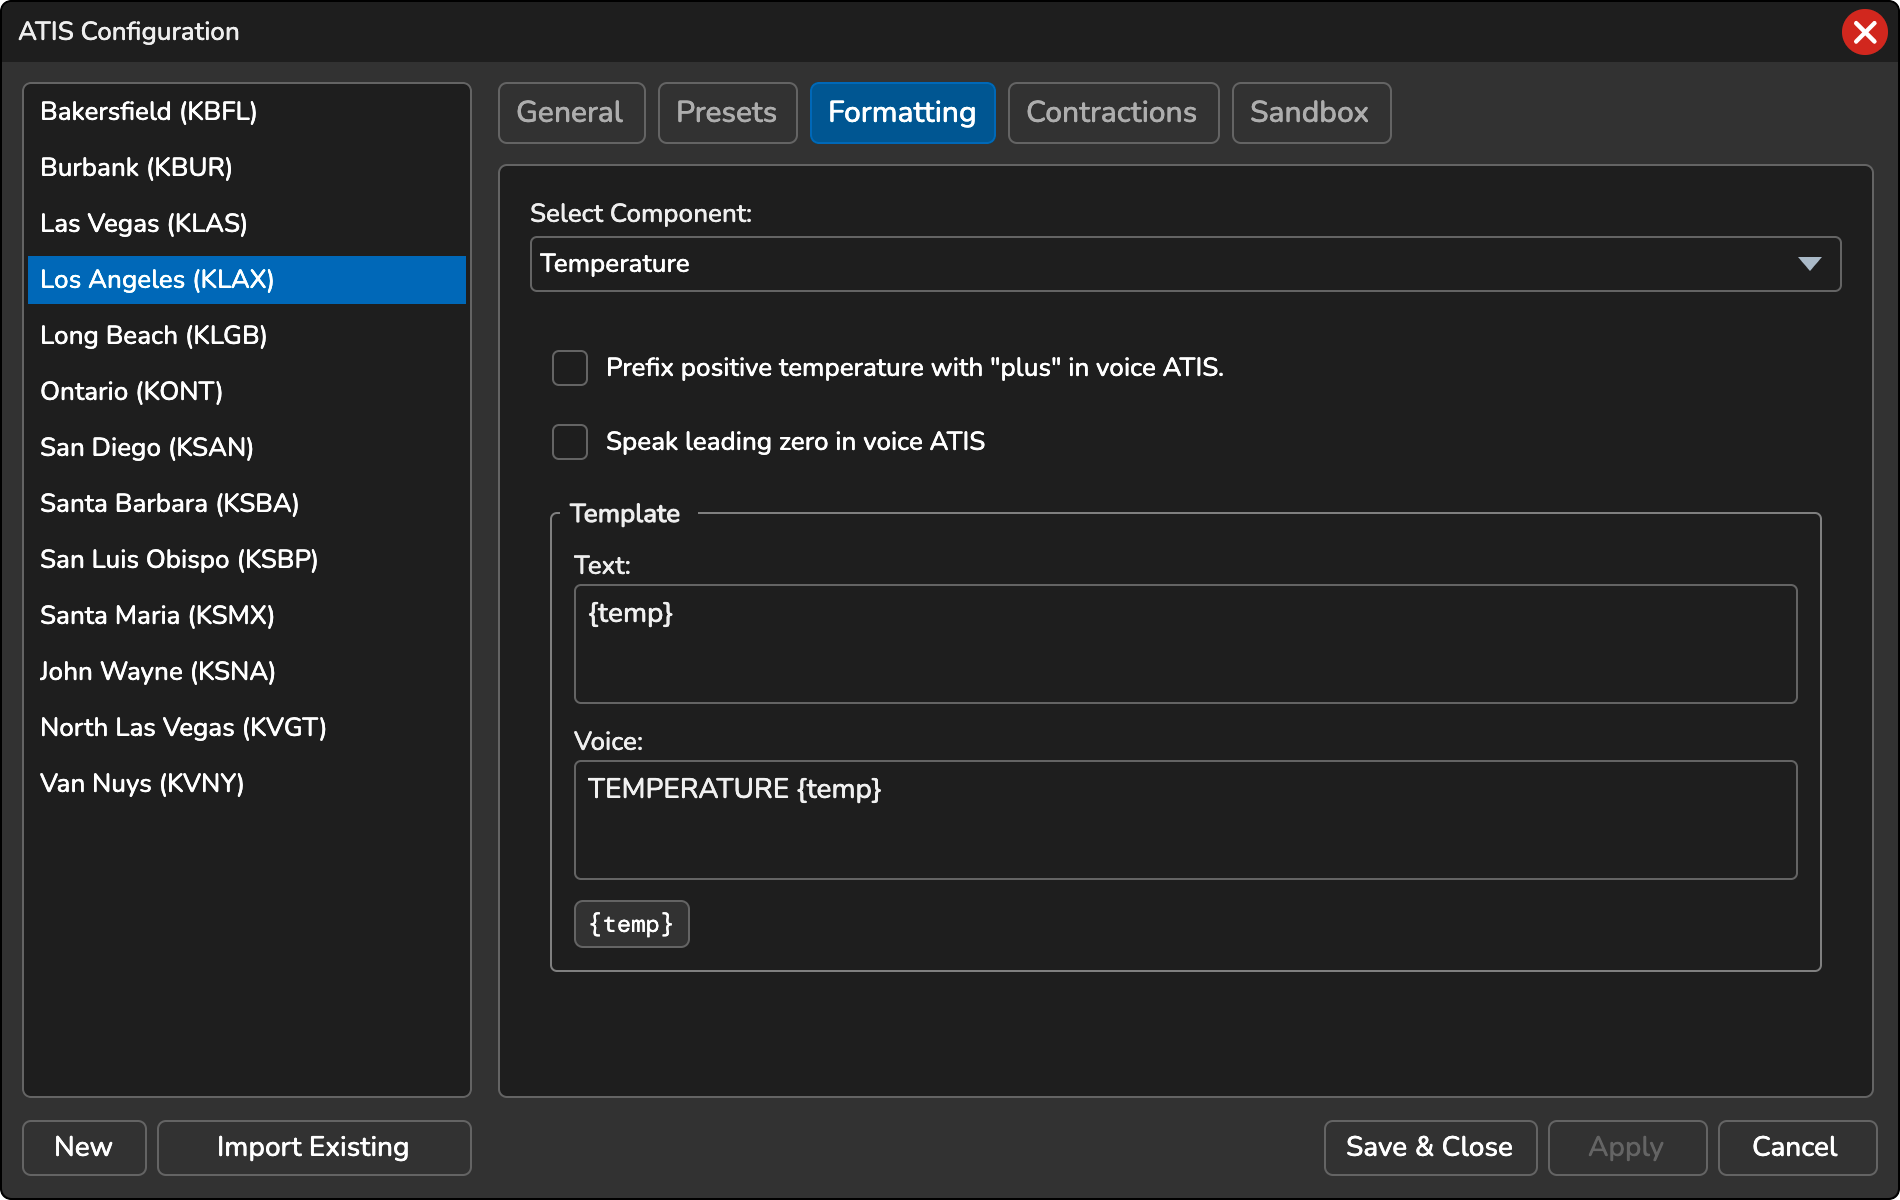 ATIS Configuration
Bakersfield (KBFL)
Burbank (KBUR)
Las Vegas (KLAS)
Los Angeles (KLAX)
Long Beach (KLGB)
Ontario (KONT)
San Diego (KSAN)
Santa Barbara (KSBA)
San Luis Obispo (KSBP)
Santa Maria (KSMX)
John Wayne (KSNA)
North Las Vegas (KVGT)
Van Nuys (KVNY)
New
Import Existing
General
Presets
Formatting
Contractions
Sandbox
Select Component:
Temperature
Prefix positive temperature with "plus" in voice ATIS.
Speak leading zero in voice ATIS
Template
Text:
{temp}
Voice:
TEMPERATURE {temp}
{temp}
Save & Close
Apply
Cancel